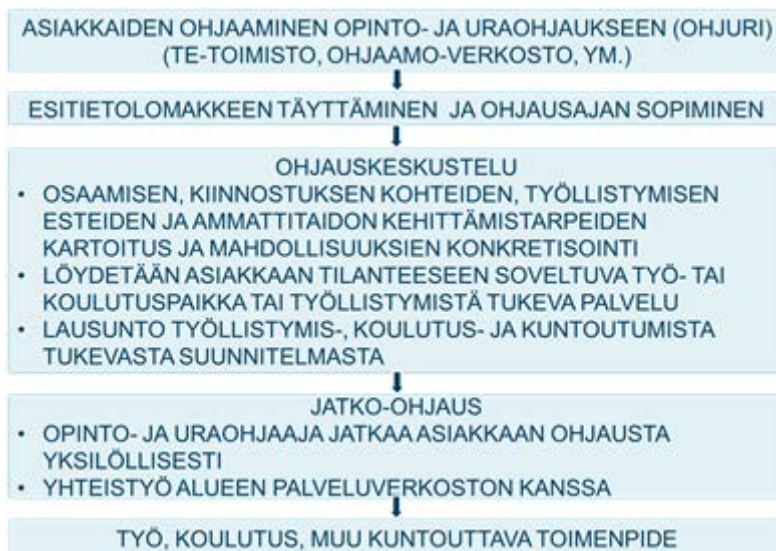 ASIAKKAIDEN OHJAAMINEN OPINTO- JA URAOHJAUKSEEN (OHJURI)
(TE-TOIMISTO, OHJAAMO-VERKOSTO, YM.)
ESITIETOLOMAKKEEN TÄYTTÄMINEN JA OHJAUSAJAN SOPIMINEN
OHJAUSKESKUSTELU
• OSAAMISEN, KIINNOSTUKSEN KOHTEIDEN, TYÖLLISTYMISEN
ESTEIDEN JA AMMATTITAIDON KEHITTÄMISTARPEIDEN
KARTOITUS JA MAHDOLLISUUKSIEN KONKRETISOINTI
• LÖYDETÄÄN ASIAKKAAN TILANTEESEEN SOVELTUVA TYÖ- TAI
KOULUTUSPAIKKA TAI TYÖLLISTYMISTÄ TUKEVA PALVELU
• LAUSUNTO TYÖLLISTYMIS-, KOULUTUS- JA KUNTOUTUMISTA
TUKEVASTA SUUNNITELMASTA
JATKO-OHJAUS
• OPINTO- JA URAOHJAAJA JATKAA ASIAKKAAN OHJAUSTA
YKSILÖLLISESTI
• YHTEISTYÖ ALUEEN PALVELUVERKOSTON KANSSA
TYÖ, KOULUTUS, MUU KUNTOUTTAVA TOIMENPIDE